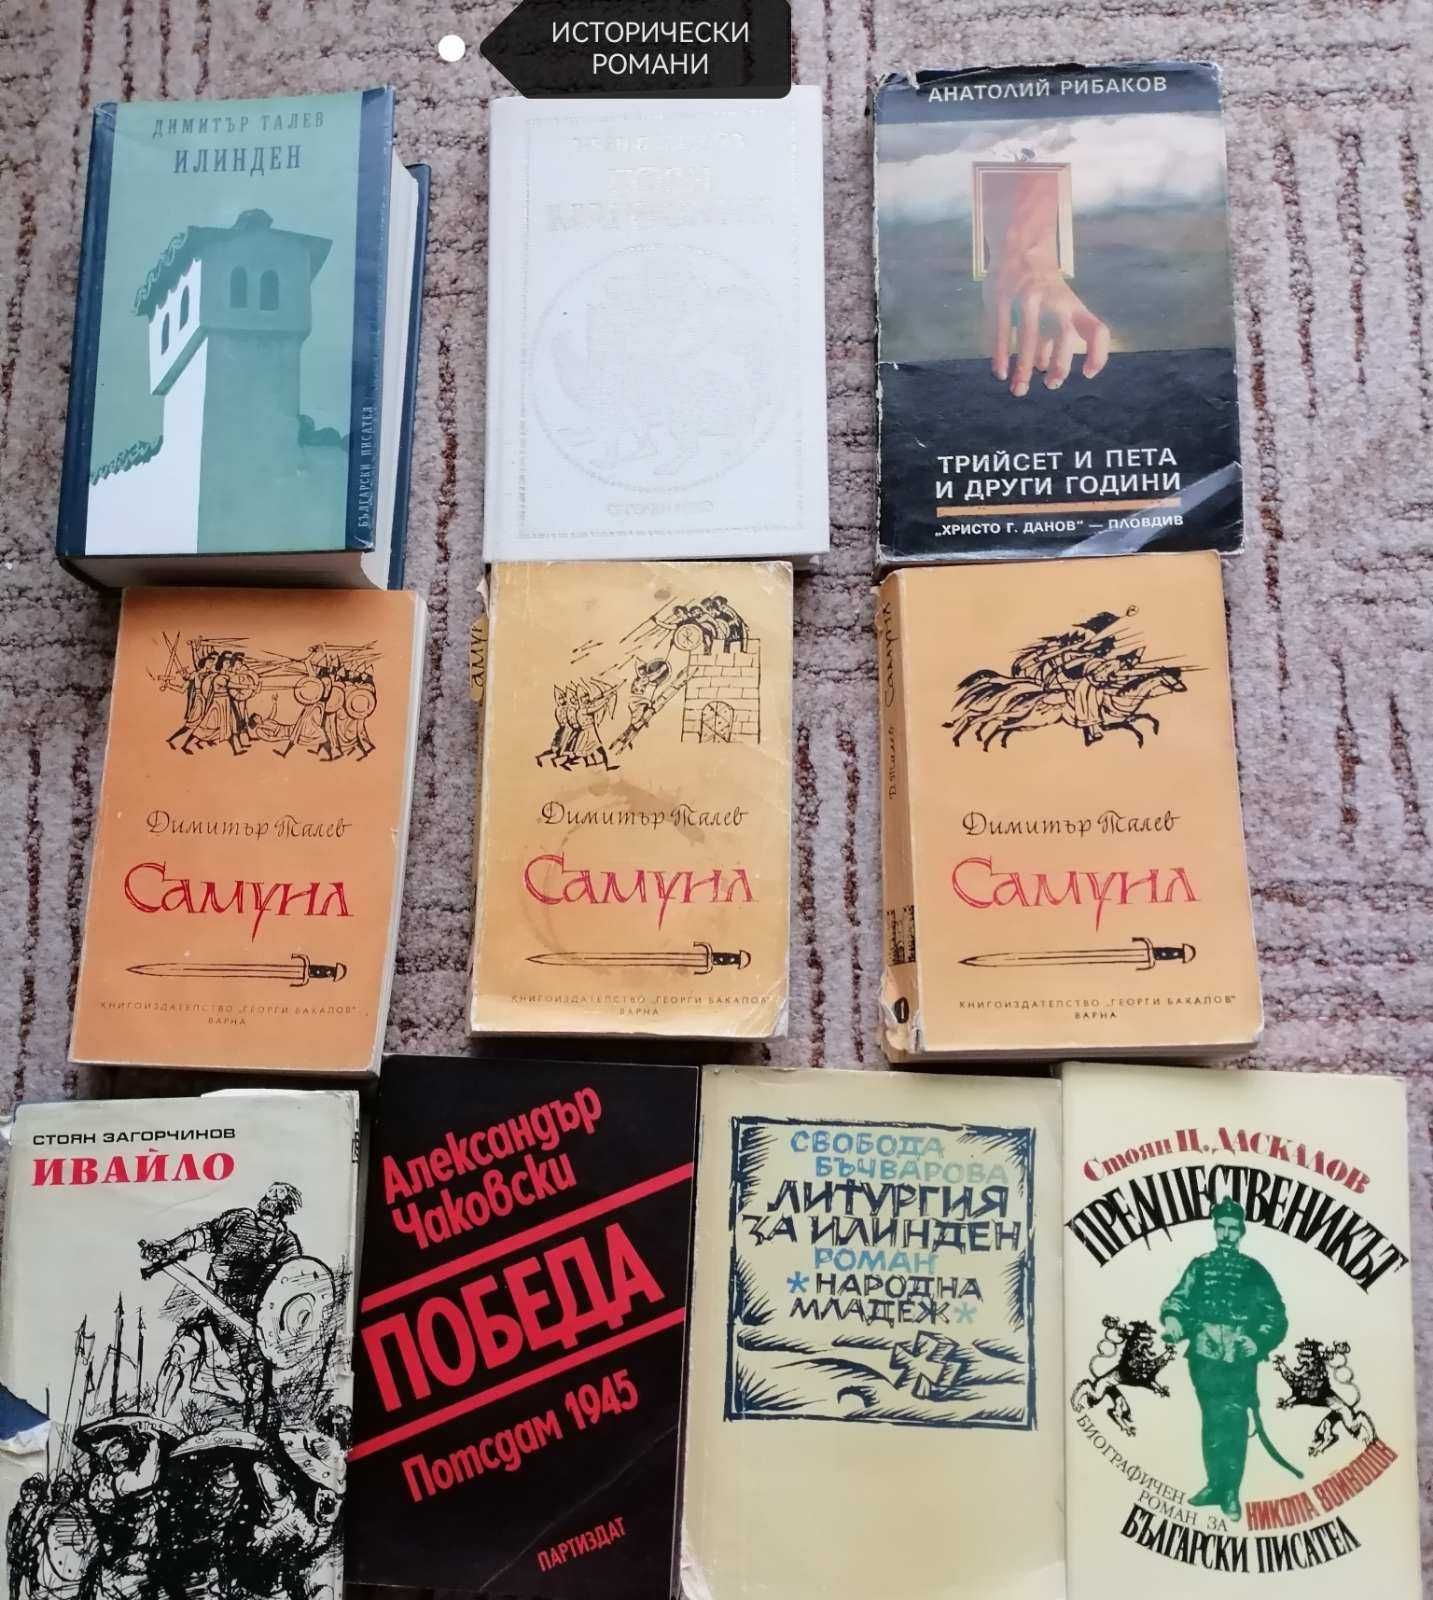 ИСТОРИЧЕСКИ
РОМАНИ
ДИМИТЪР ТАЛЕВ
ИЛИНДЕН
БЪЛГАРСКИ ПИСАТЕЛ
АНАТОЛИЙ РИБАКОВ
ТРИЙСЕТ И ПЕТА
И ДРУГИ ГОДИНИ
„ХРИСТО Г. ДАНОВ" — ПЛОВДИВ
Димитър Талев
Самуил
КНИГОИЗДАТЕЛСТВО „ГЕОРГИ БАКАЛОВ"
ВАРНА
Димитър Талев
Самуил
КНИГОИЗДАТЕЛСТВО „ГЕОРГИ БАКАЛОВ"
ВАРНА
Д. Талев Самуил
1
Димитър Талев
Самуил
КНИГОИЗДАТЕЛСТВО „ГЕОРГИ БАКАЛОВ"
ВАРНА
СТОЯН ЗАГОРЧИНОВ
ИВАЙЛО
Александър
Чаковски
ПОБЕДА
Потсдам 1945
ПАРТИЗДАТ
СВОБОДА
БЪЧВАРОВА
ЛИТУРГИЯ
ЗА ИЛИНДЕН
РОМАН
*НАРОДНА
МЛАДЕЖ*
Стоян Ц. ДАСКАЛОВ
ПРЕДШЕСТВЕНИКЪТ
БИОГРАФИЧЕН
РОМАН ЗА
НИКОЛА ВОЙВОДОВ
БЪЛГАРСКИ ПИСАТЕЛ